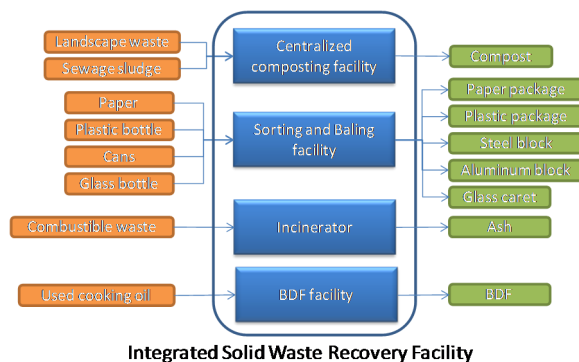 Landscape waste
Sewage sludge
Centralized
composting facility
Compost
Paper
Plastic bottle
Cans
Glass bottle
Sorting and Baling
facility
Paper package
Plastic package
Steel block
Aluminum block
Glass caret
Combustible waste
Incinerator
Ash
Used cooking oil
BDF facility
BDF
Integrated Solid Waste Recovery Facility